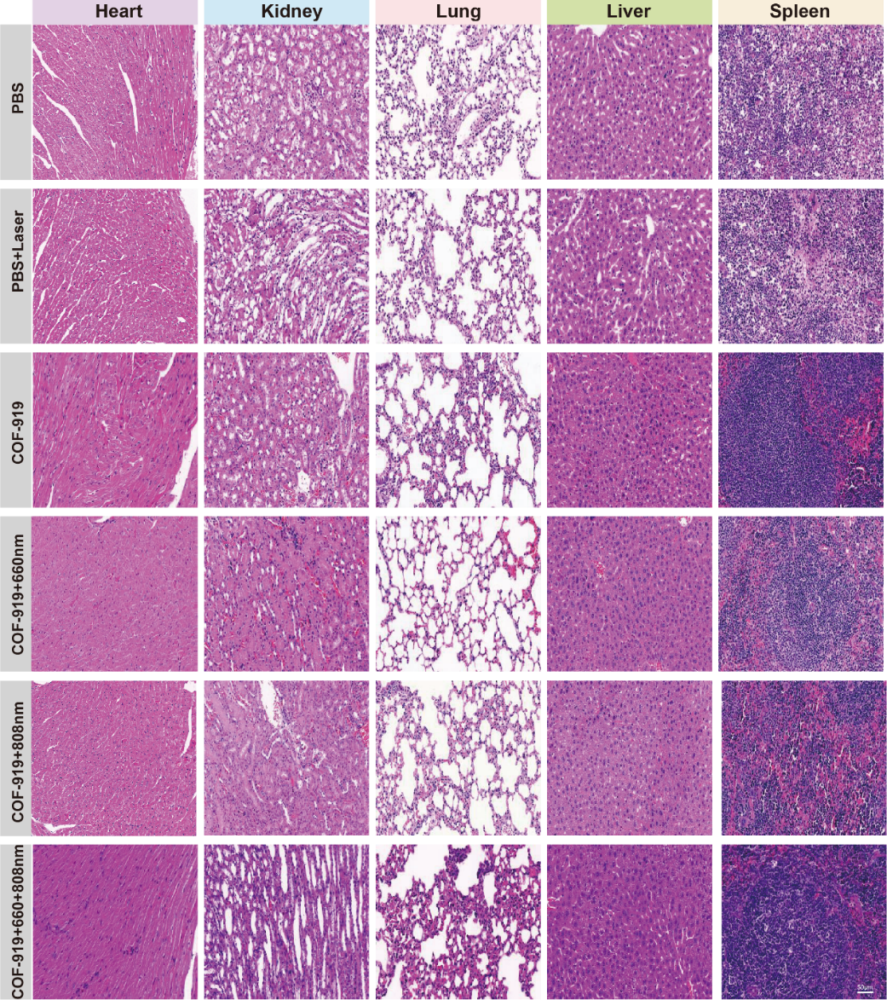 Heart Kidney Lung Liver Spleen
PBS
PBS+Laser
COF-919
COF-919+660nm
COF-919+808nm
COF-919+660+808nm
50μm